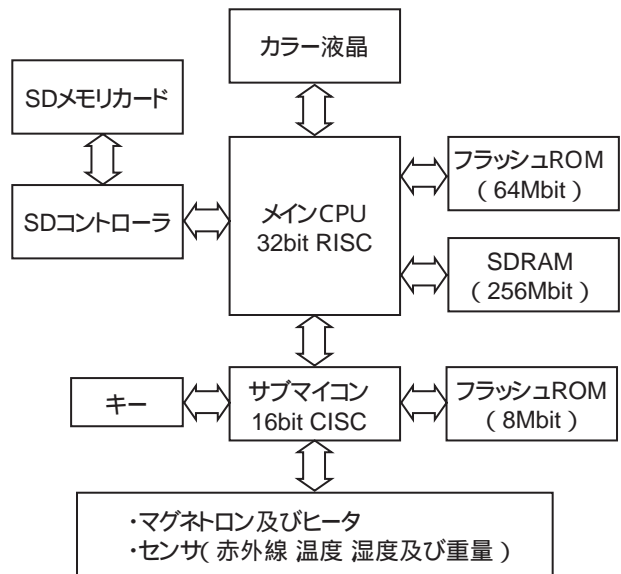 カラー液晶
SDメモリカード
SDコントローラ
メインCPU
32bit RISC
フラッシュROM
( 64Mbit )
SDRAM
( 256Mbit )
キー
サブマイコン
16bit CISC
フラッシュROM
( 8Mbit )
・マグネトロン及びヒータ
・センサ( 赤外線 温度 湿度及び重量 )